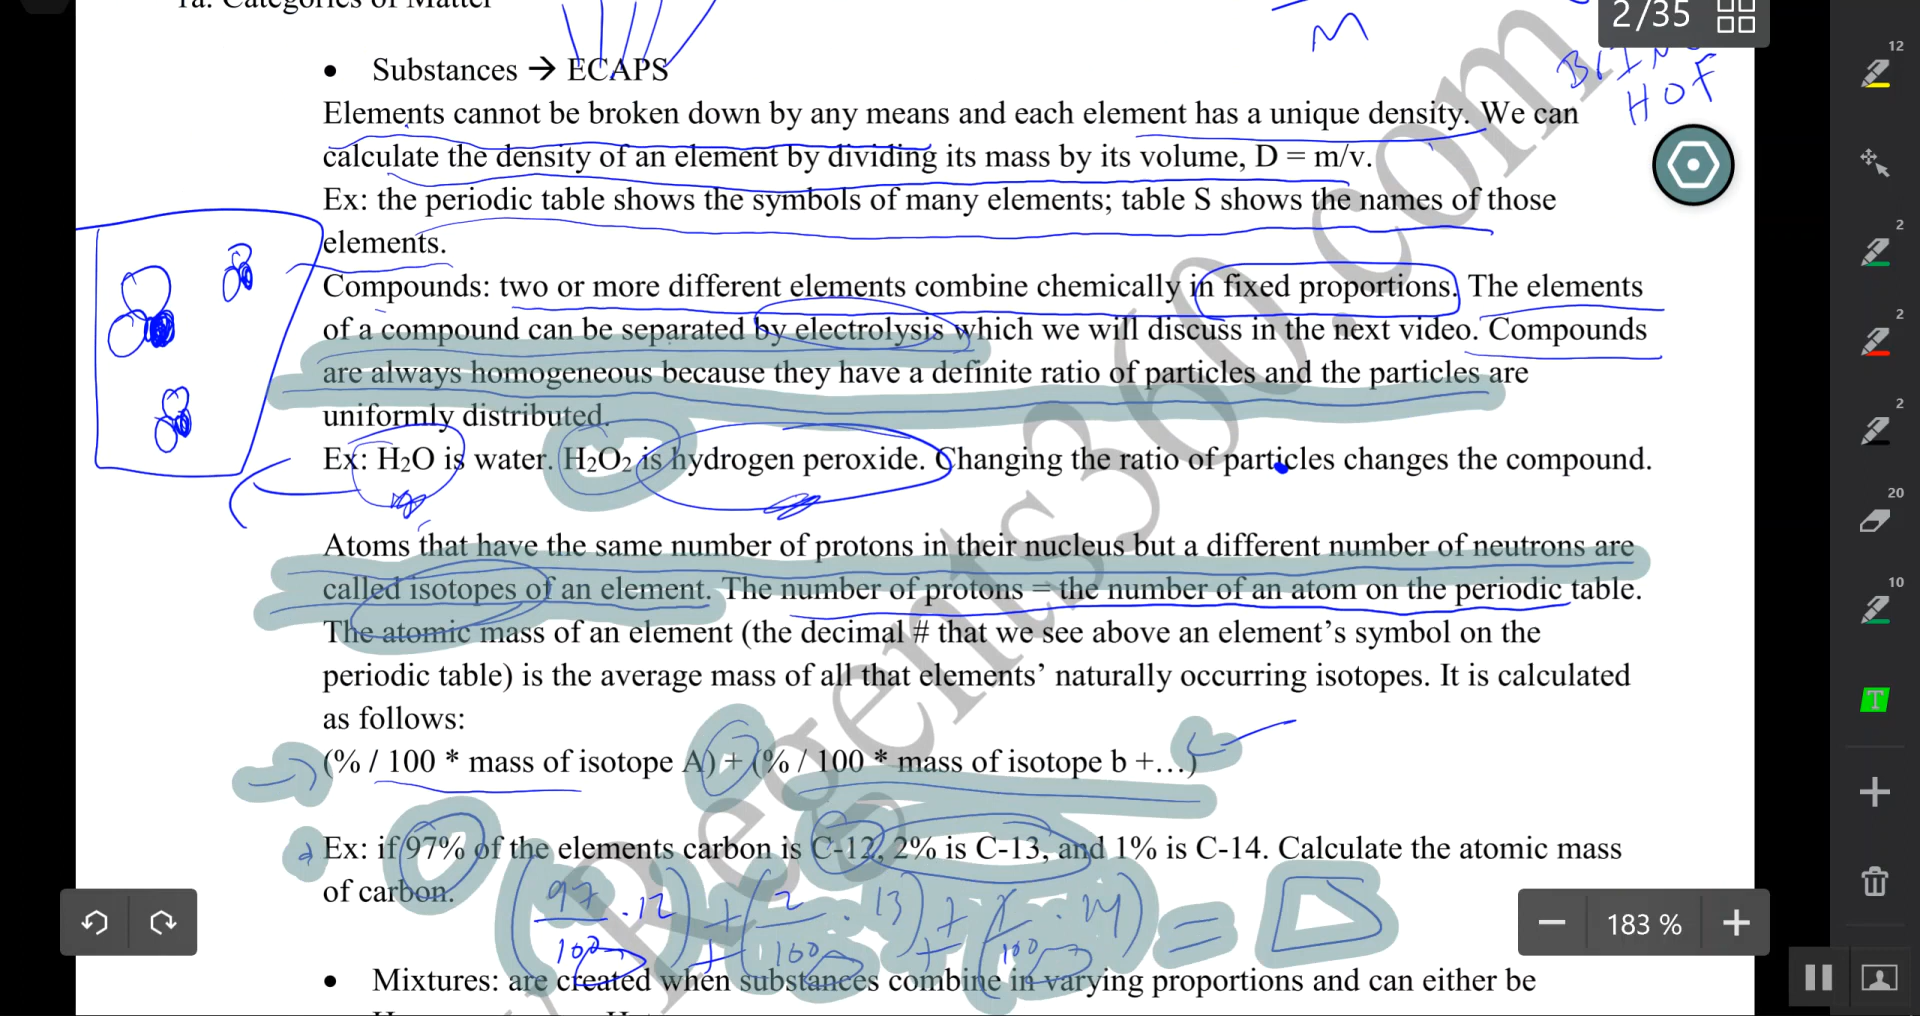 1a. Categories of Matter
M
2/35
BrIN
HOF
• Substances → ECAPS
Elements cannot be broken down by any means and each element has a unique density. We can
calculate the density of an element by dividing its mass by its volume, D = m/v.
Ex: the periodic table shows the symbols of many elements; table S shows the names of those
elements.
Compounds: two or more different elements combine chemically in fixed proportions. The elements
of a compound can be separated by electrolysis which we will discuss in the next video. Compounds
are always homogeneous because they have a definite ratio of particles and the particles are
uniformly distributed.
Ex: H2O is water. H2O2 is hydrogen peroxide. Changing the ratio of particles changes the compound.
Atoms that have the same number of protons in their nucleus but a different number of neutrons are
called isotopes of an element. The number of protons = the number of an atom on the periodic table.
The atomic mass of an element (the decimal # that we see above an element's symbol on the
periodic table) is the average mass of all that elements' naturally occurring isotopes. It is calculated
as follows:
(% / 100 * mass of isotope A) + (% / 100 * mass of isotope b +…)
Ex: if 97% of the elements carbon is C-12, 2% is C-13, and 1% is C-14. Calculate the atomic mass
of carbon.
(97/100 · 12) + (2/100 · 13) + (1/100 · 14) =
• Mixtures: are created when substances combine in varying proportions and can either be
Regents360.com
12
2
2
2
20
10
T
183 %